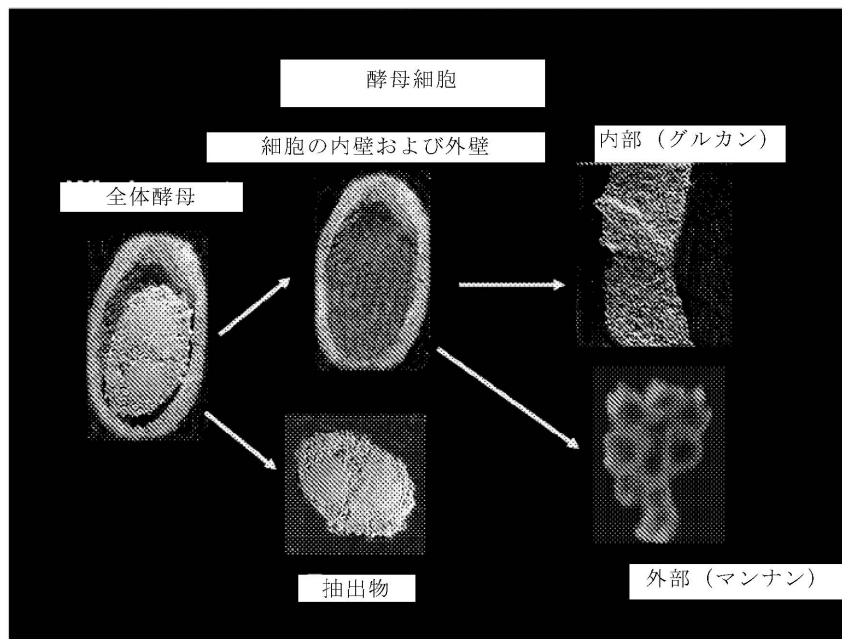 酵母細胞
細胞の内壁および外壁
内部（グルカン）
全体酵母
抽出物
外部（マンナン）